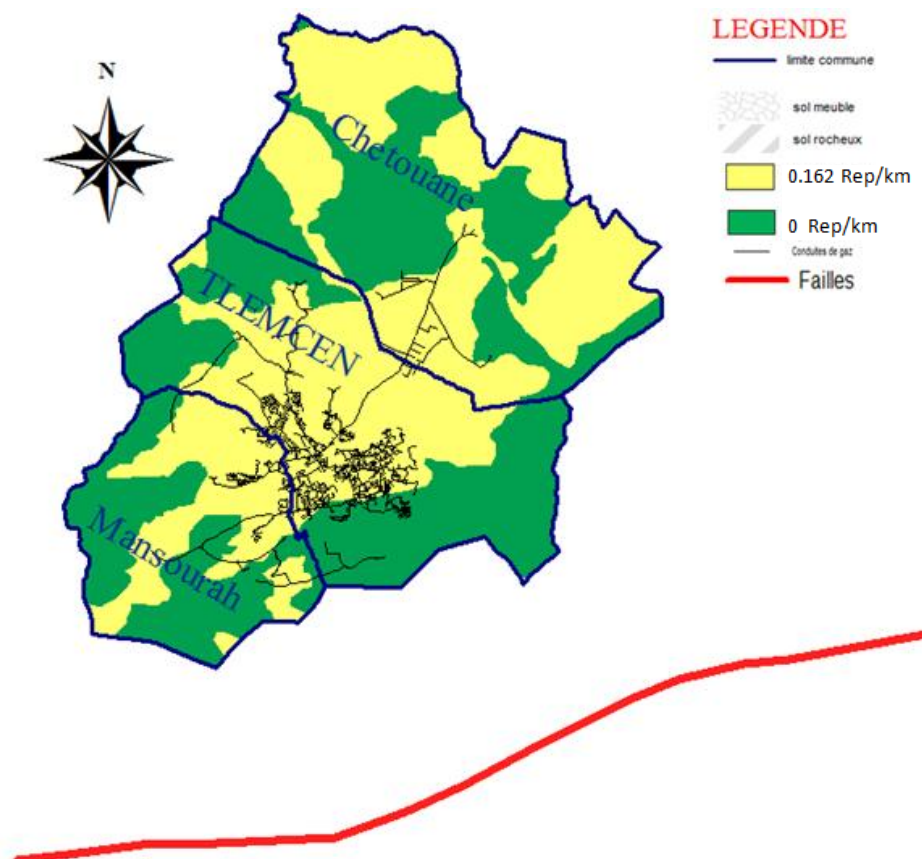 LEGENDE
N
limite commune
sol meuble
sol rocheux
0.162 Rep/km
0 Rep/km
Conduites de gaz
Failles
Chetouane
TLEMCEN
Mansourah